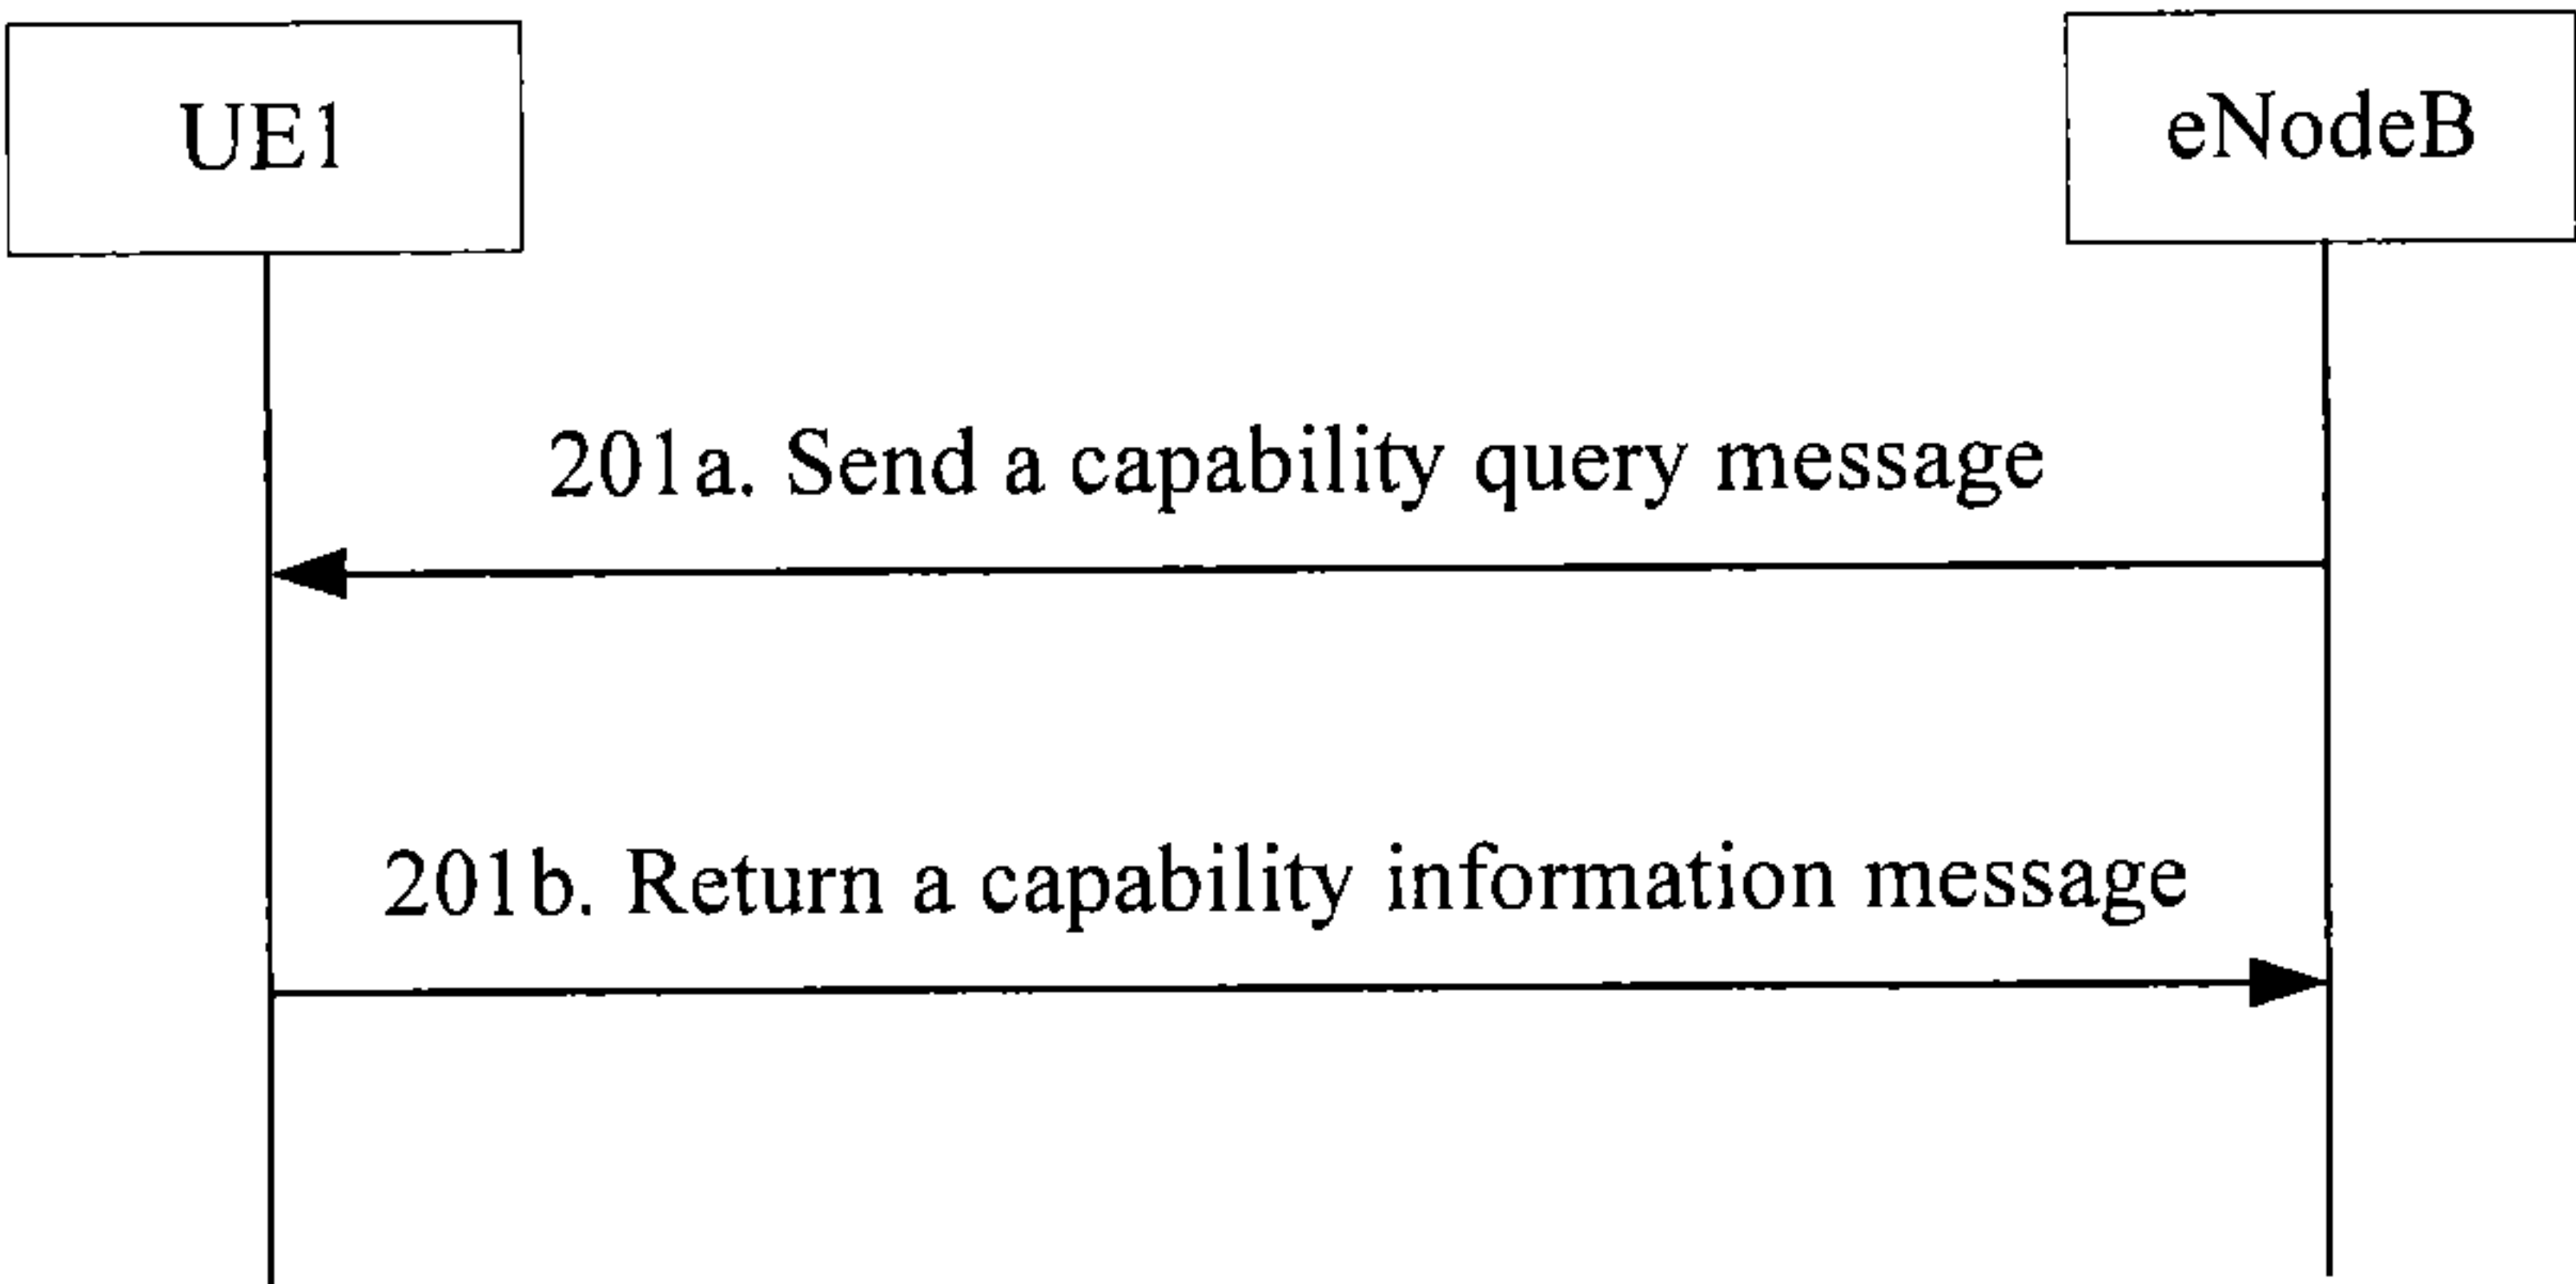 UE1
eNodeB
201a. Send a capability query message
201b. Return a capability information message